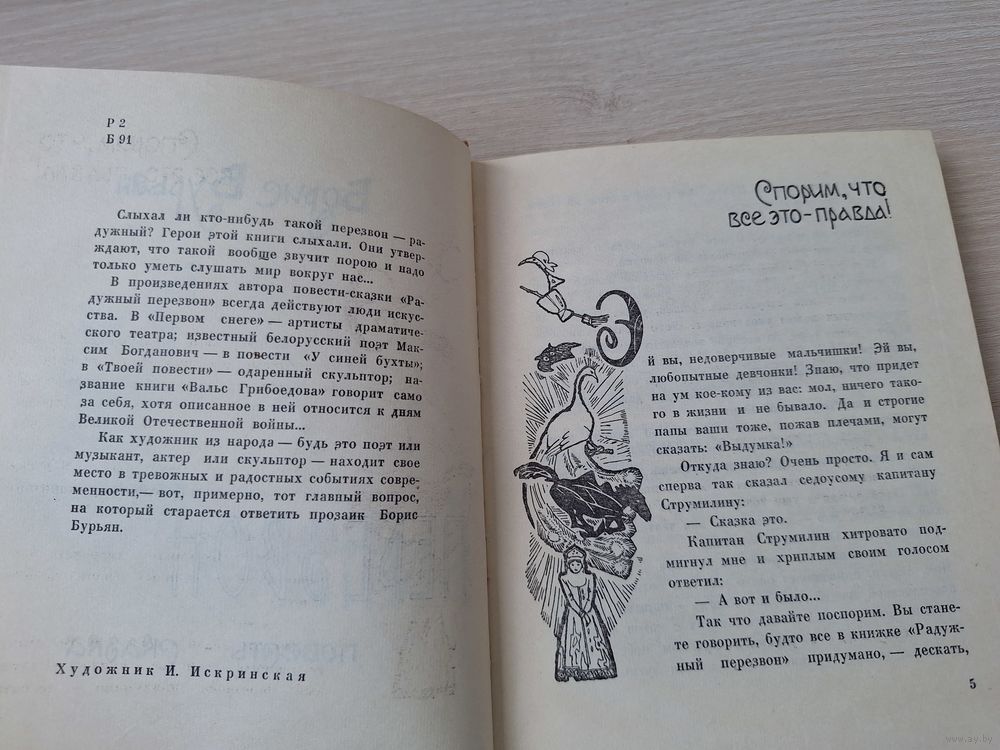 Р 2
Б 91
Слыхал ли кто-нибудь такой перезвон — ра-
дужный? Герои этой книги слыхали. Они утвер-
ждают, что такой вообще звучит порою и надо
только уметь слушать мир вокруг нас...
В произведениях автора повести-сказки «Ра-
дужный перезвон» всегда действуют люди искус-
ства. В «Первом снеге» — артисты драматиче-
ского театра; известный белорусский поэт Мак-
сим Богданович — в повести «У синей бухты»;
в «Твоей повести» — одаренный скульптор; на-
звание книги «Вальс Грибоедова» говорит само
за себя, хотя описанное в ней относится к дням
Великой Отечественной войны...
Как художник из народа — будь это поэт или
музыкант, актер или скульптор — находит свое
место в тревожных и радостных событиях совре-
менности,— вот, примерно, тот главный вопрос,
на который старается ответить прозаик Борис
Бурьян.
Художник И. Искринская
Спорим, что
все это - правда!
Эй вы, недоверчивые мальчишки! Эй вы,
любопытные девчонки! Знаю, что придет
на ум кое-кому из вас: мол, ничего тако-
го в жизни и не бывало. Да и строгие
папы ваши тоже, пожав плечами, могут
сказать: «Выдумка!»
Откуда знаю? Очень просто. Я и сам
сперва так сказал седоусому капитану
Струмилину:
— Сказка это.
Капитан Струмилин хитровато под-
мигнул мне и хриплым своим голосом
ответил:
— А вот и было...
Так что давайте поспорим. Вы стане-
те говорить, будто все в книжке «Радуж-
ный перезвон» придумано, — дескать,
5
www.ay.by